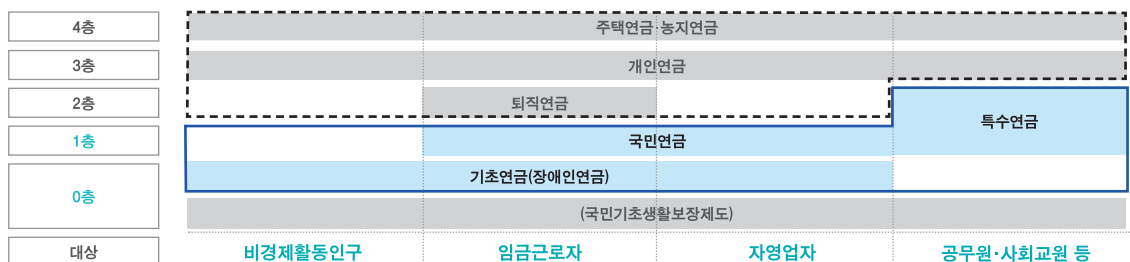 4층
주택연금·농지연금
3층
개인연금
2층
퇴직연금
특수연금
1층
국민연금
기초연금(장애인연금)
0층
(국민기초생활보장제도)
대상
비경제활동인구
임금근로자
자영업자
공무원·사회교원 등